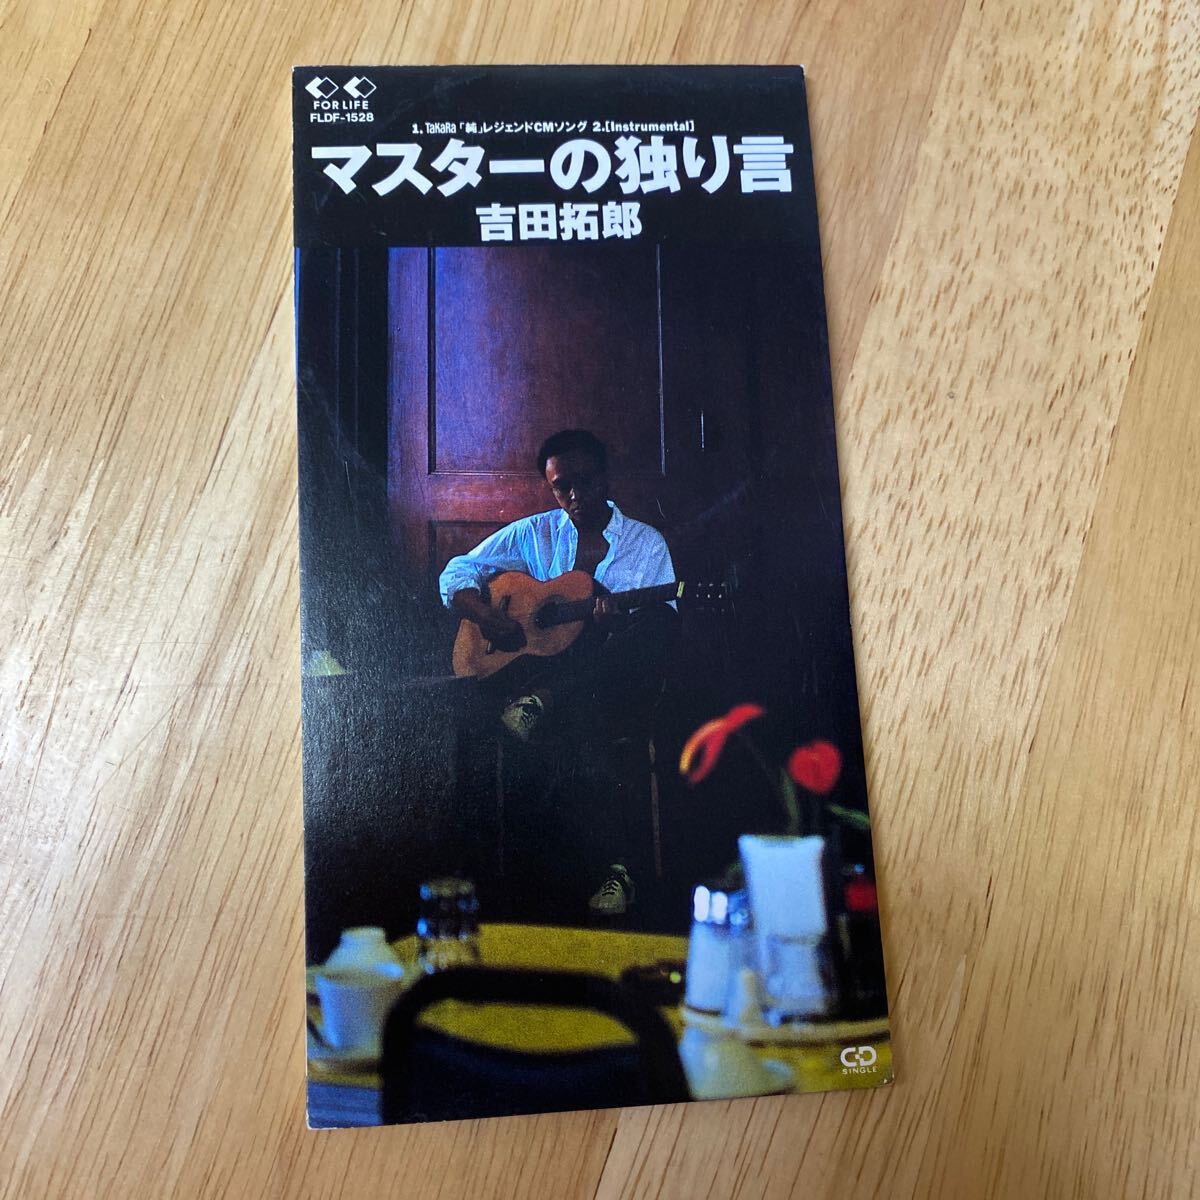 FOR LIFE
FLDF-1528
1. TaKaRa「純」レジェンドCMソング 2.[Instrumental]
マスターの独り言
吉田拓郎
CD
SINGLE